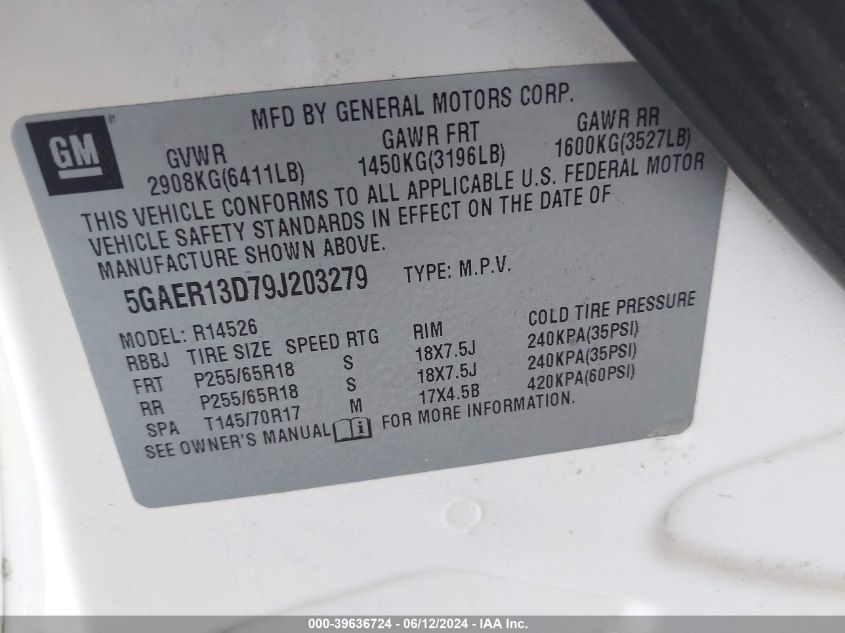 MFD BY GENERAL MOTORS CORP.
GM
GVWR GAWR FRT GAWR RR
2908KG(6411LB) 1450KG(3196LB) 1600KG(3527LB)
THIS VEHICLE CONFORMS TO ALL APPLICABLE U.S. FEDERAL MOTOR
VEHICLE SAFETY STANDARDS IN EFFECT ON THE DATE OF
MANUFACTURE SHOWN ABOVE.
5GAER13D79J203279 TYPE: M.P.V.
MODEL: R14526
RBBJ TIRE SIZE SPEED RTG RIM COLD TIRE PRESSURE
FRT P255/65R18 S 18X7.5J 240KPA(35PSI)
RR P255/65R18 S 18X7.5J 240KPA(35PSI)
SPA T145/70R17 M 17X4.5B 420KPA(60PSI)
SEE OWNER'S MANUAL i FOR MORE INFORMATION.
000-39636724 - 06/12/2024 - IAA Inc.